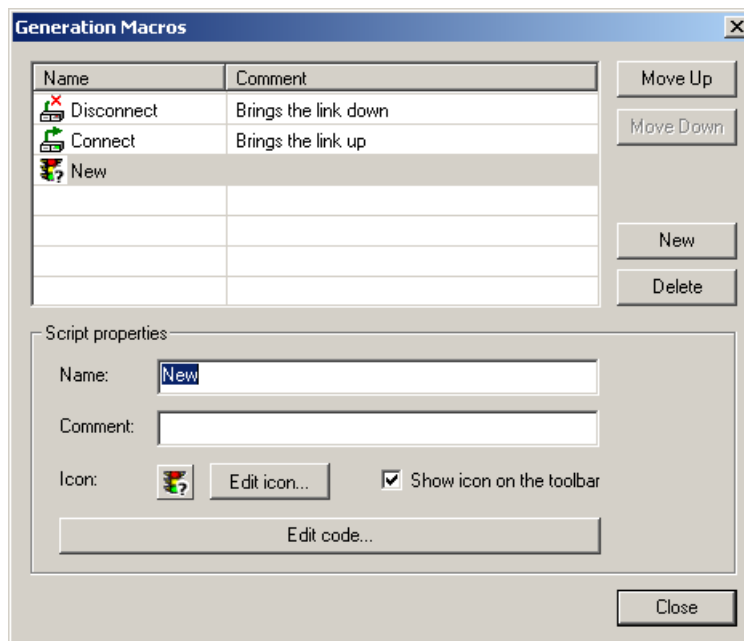 Generation Macros
Name Comment
Disconnect Brings the link down
Connect Brings the link up
New
Move Up
Move Down
New
Delete
Script properties
Name: New
Comment:
Icon: ? Edit icon... Show icon on the toolbar
Edit code...
Close